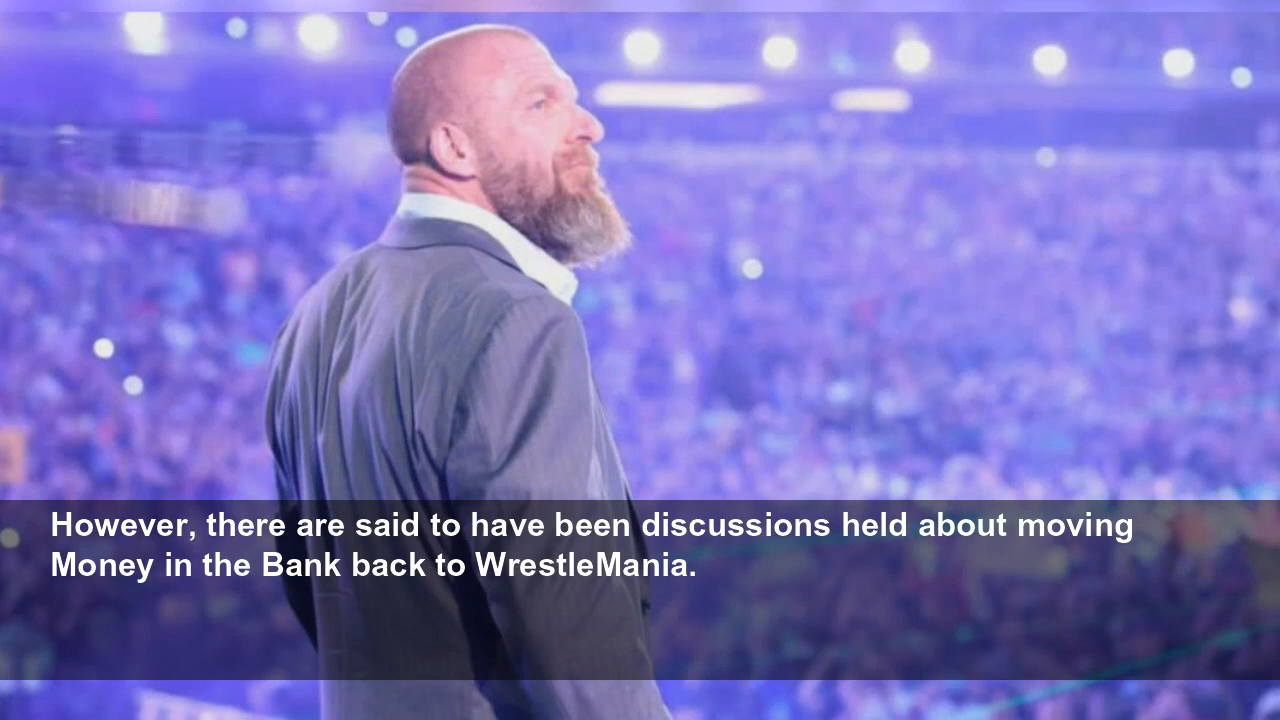 However, there are said to have been discussions held about moving
Money in the Bank back to WrestleMania.